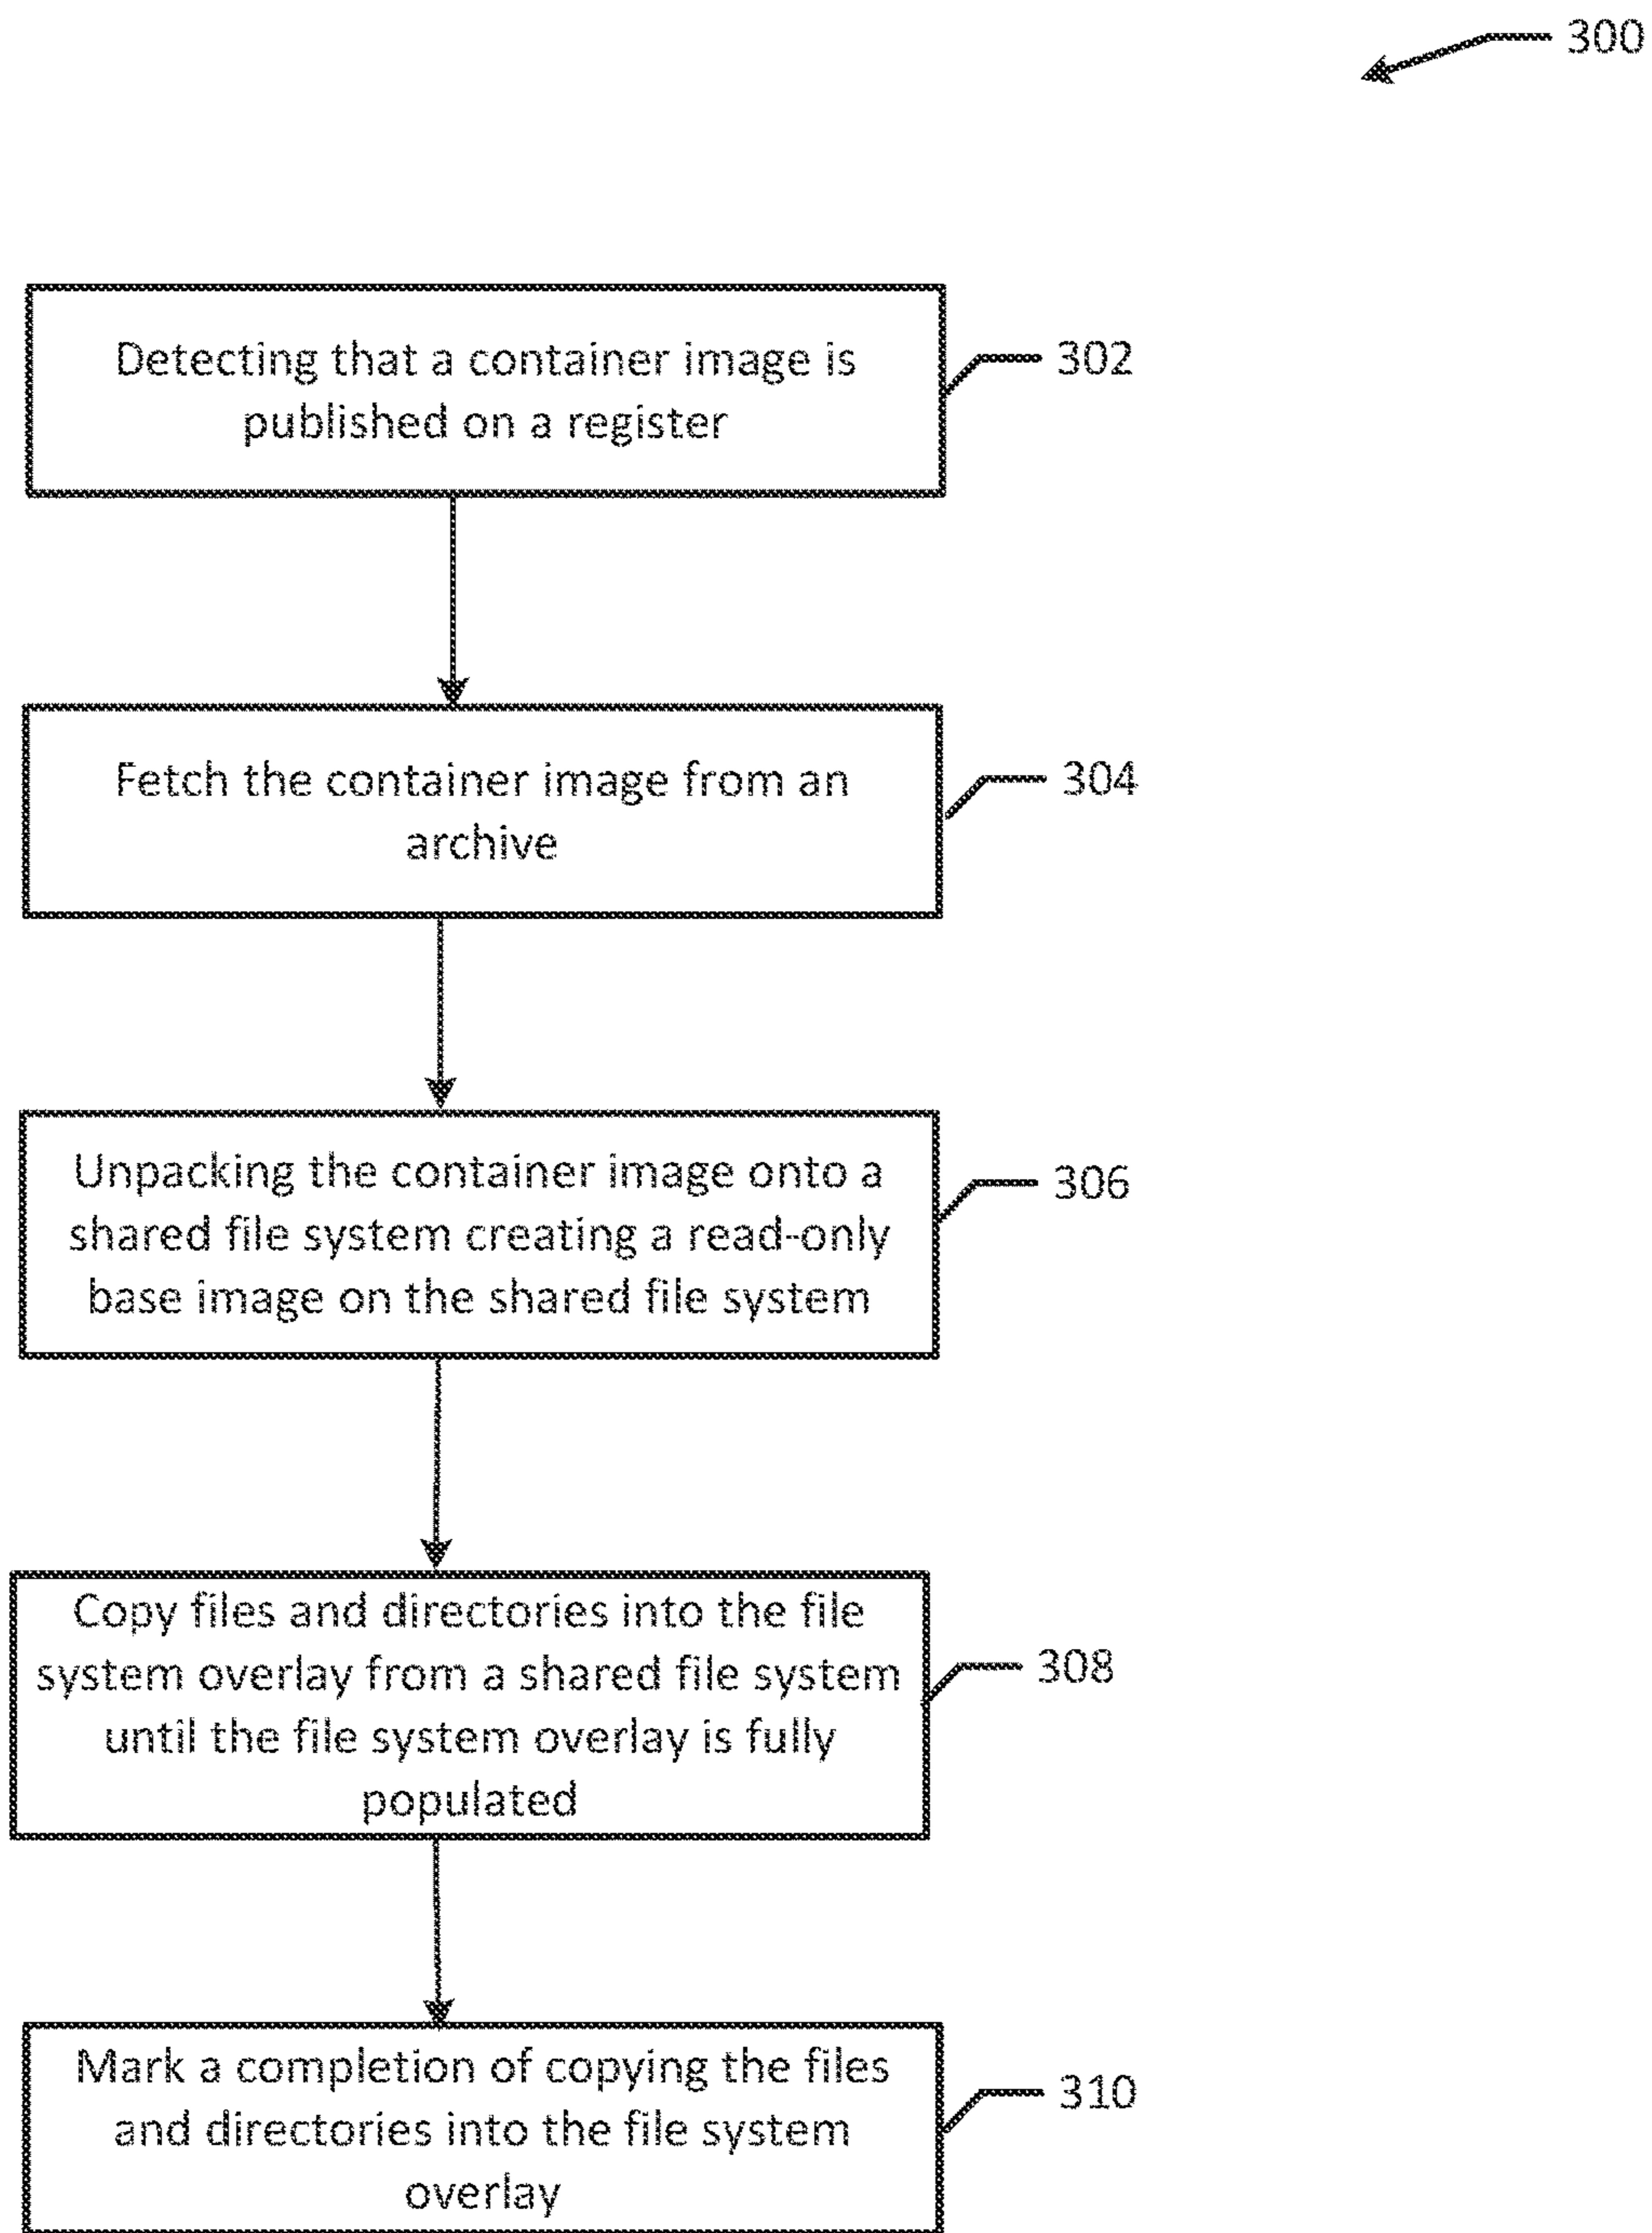 300
Detecting that a container image is
published on a register
302
Fetch the container image from an
archive
304
Unpacking the container image onto a
shared file system creating a read-only
base image on the shared file system
306
Copy files and directories into the file
system overlay from a shared file system
until the file system overlay is fully
populated
308
Mark a completion of copying the files
and directories into the file system
overlay
310